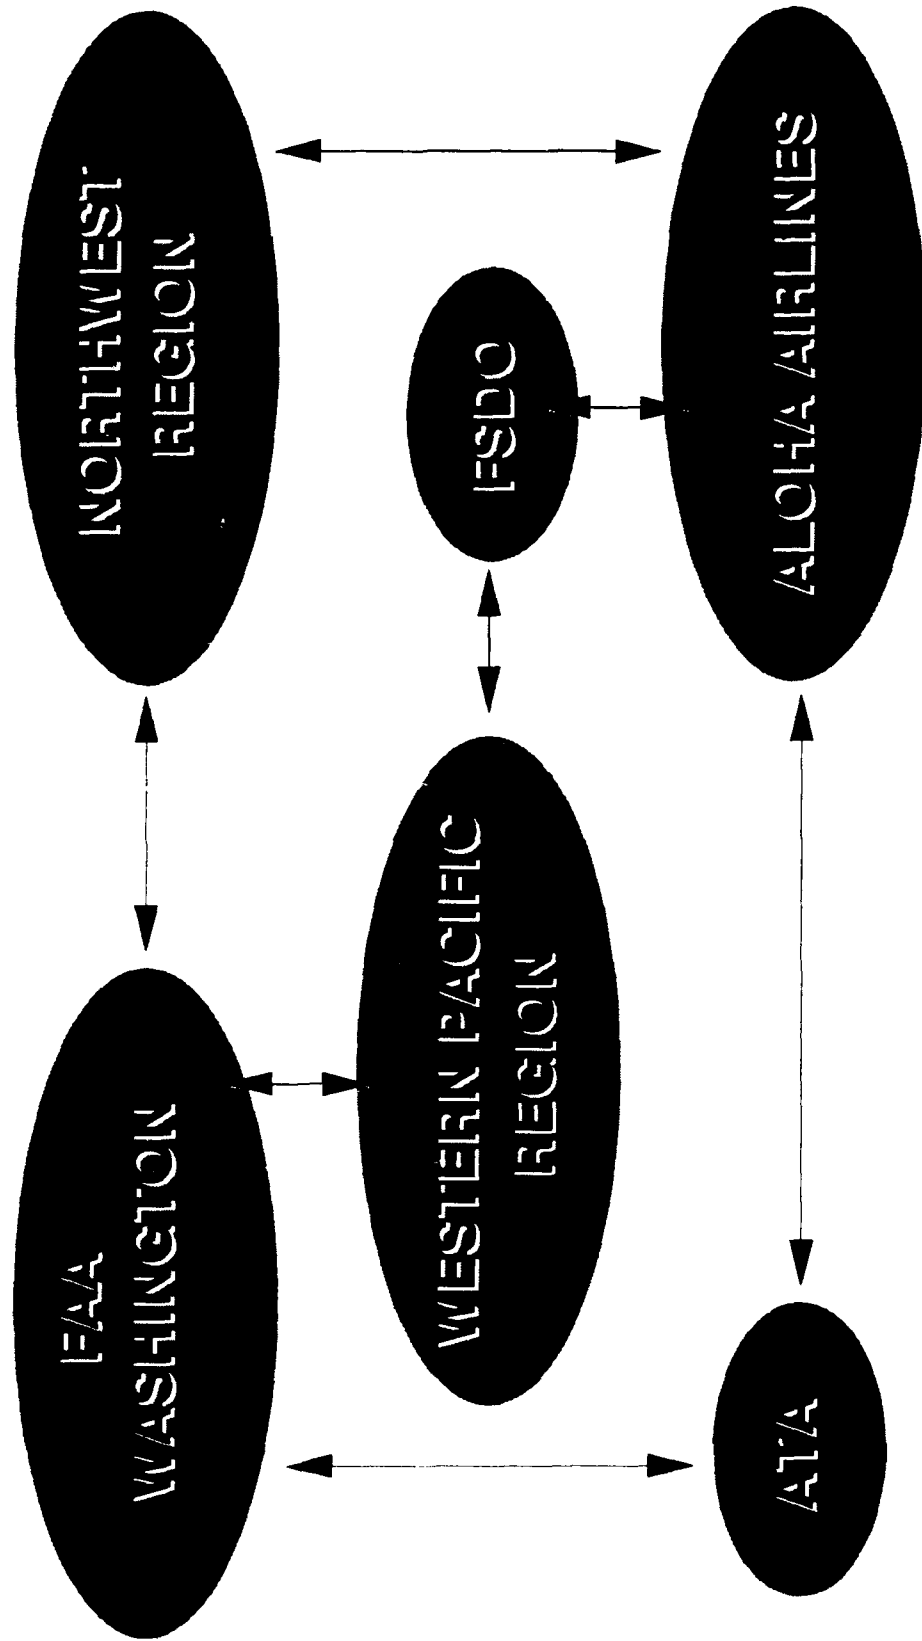 FAA
WASHINGTON
NORTHWEST
REGION
WESTERN PACIFIC
REGION
FSDO
ATA
ALOHA AIRLINES